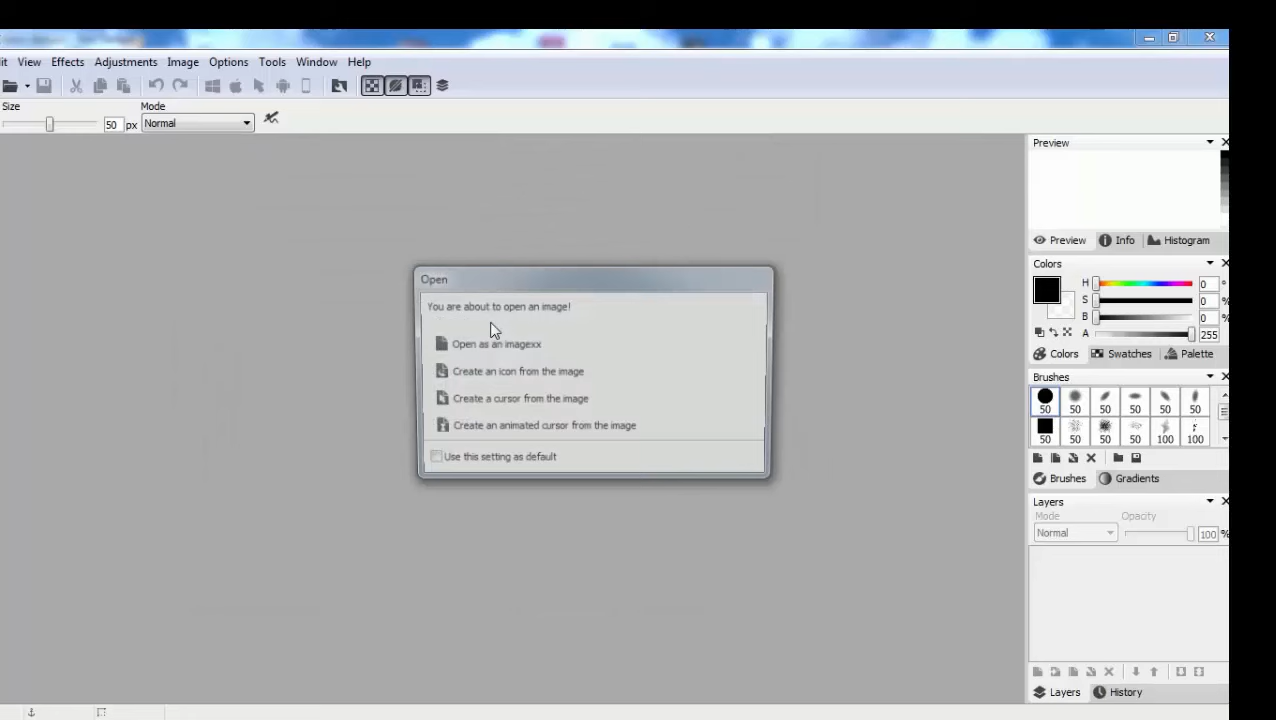 it View Effects Adjustments Image Options Tools Window Help
Size Mode
50 px Normal
Preview
Preview Info Histogram
Colors
H 0 °
S 0 %
B 0 %
A 255
Colors Swatches Palette
Brushes
50 50 50 50 50 50
50 50 50 50 100 100
Brushes Gradients
Layers
Mode Opacity
Normal 100 %
Layers History
Open
You are about to open an image!
Open as an imagexx
Create an icon from the image
Create a cursor from the image
Create an animated cursor from the image
Use this setting as default